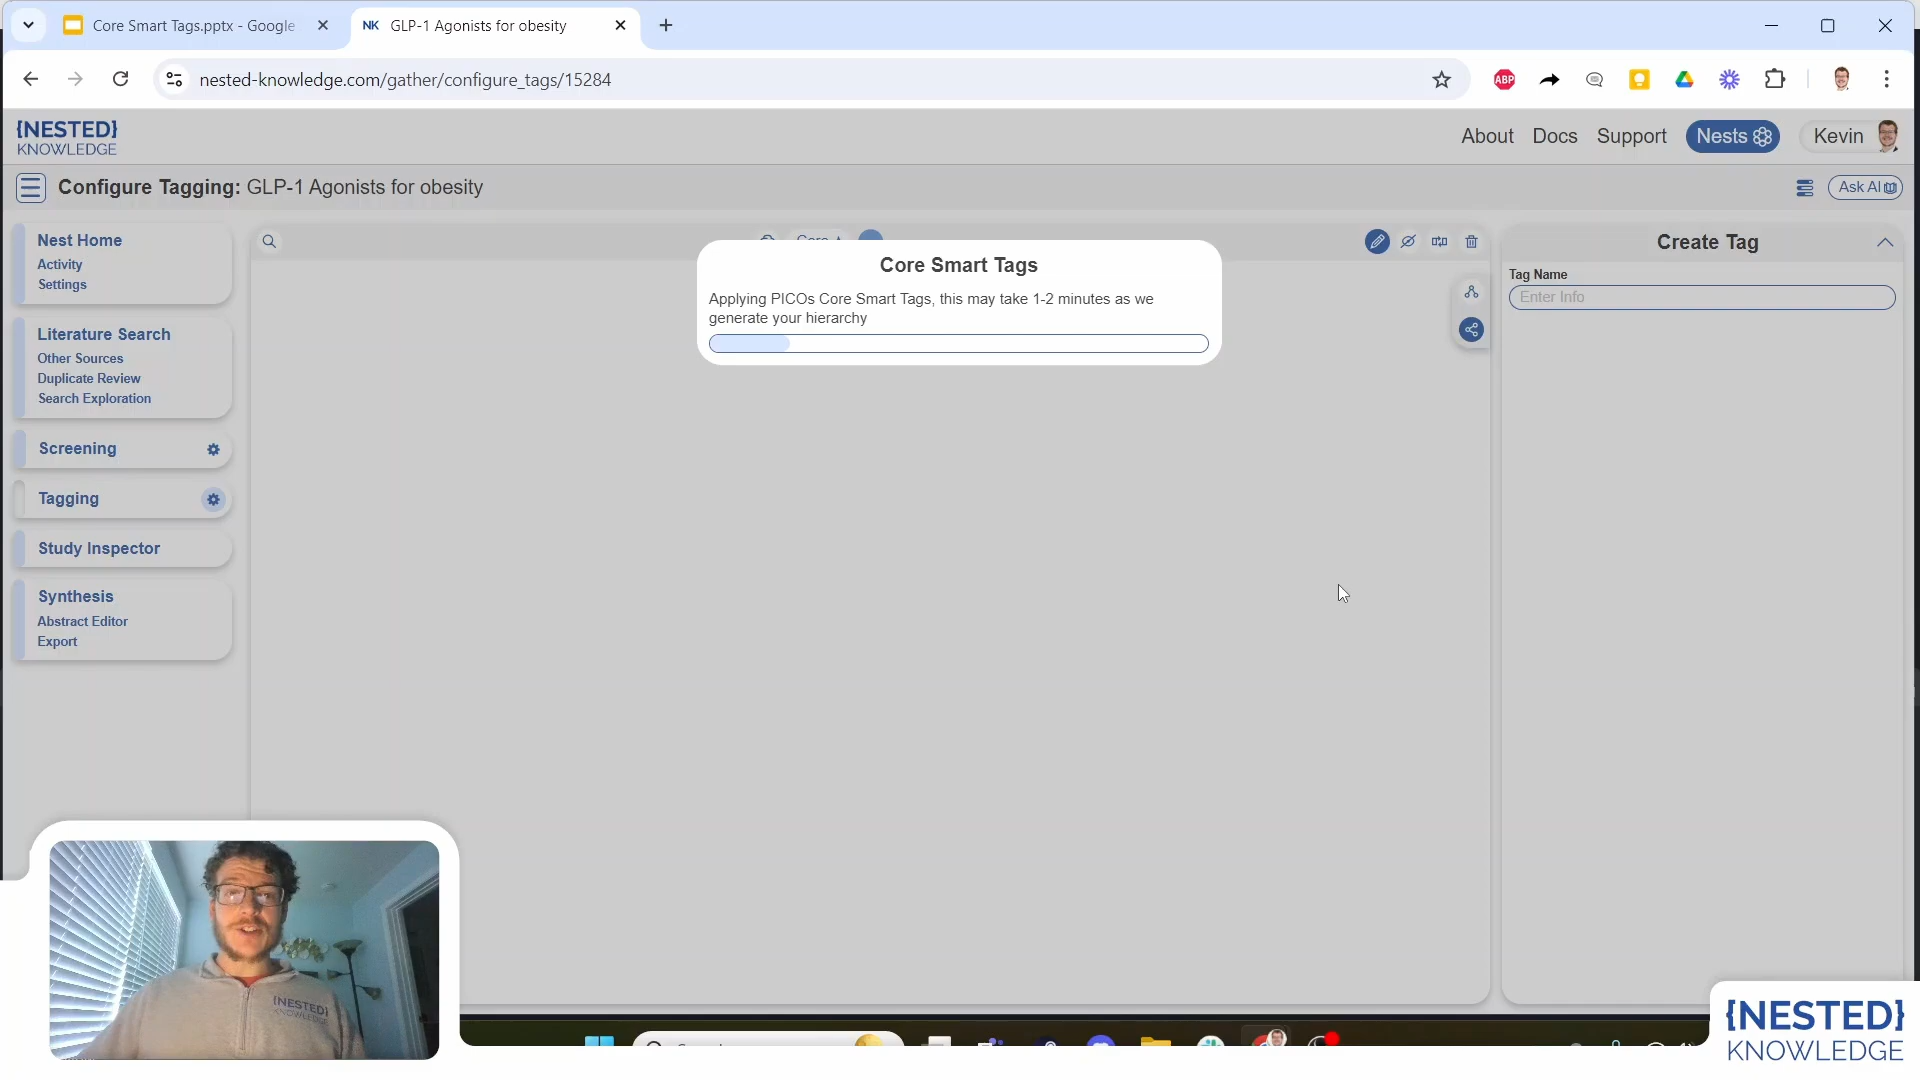 Core Smart Tags.pptx - Google
NK GLP-1 Agonists for obesity
nested-knowledge.com/gather/configure_tags/15284
ABP
{NESTED}
KNOWLEDGE
About Docs Support Nests Kevin
Configure Tagging: GLP-1 Agonists for obesity
Ask AI
Nest Home
Activity
Settings
Literature Search
Other Sources
Duplicate Review
Search Exploration
Screening
Tagging
Study Inspector
Synthesis
Abstract Editor
Export
Core Smart Tags
Applying PICOs Core Smart Tags, this may take 1-2 minutes as we
generate your hierarchy
Create Tag
Tag Name
Enter Info
{NESTED}
KNOWLEDGE
{NESTED}
KNOWLEDGE